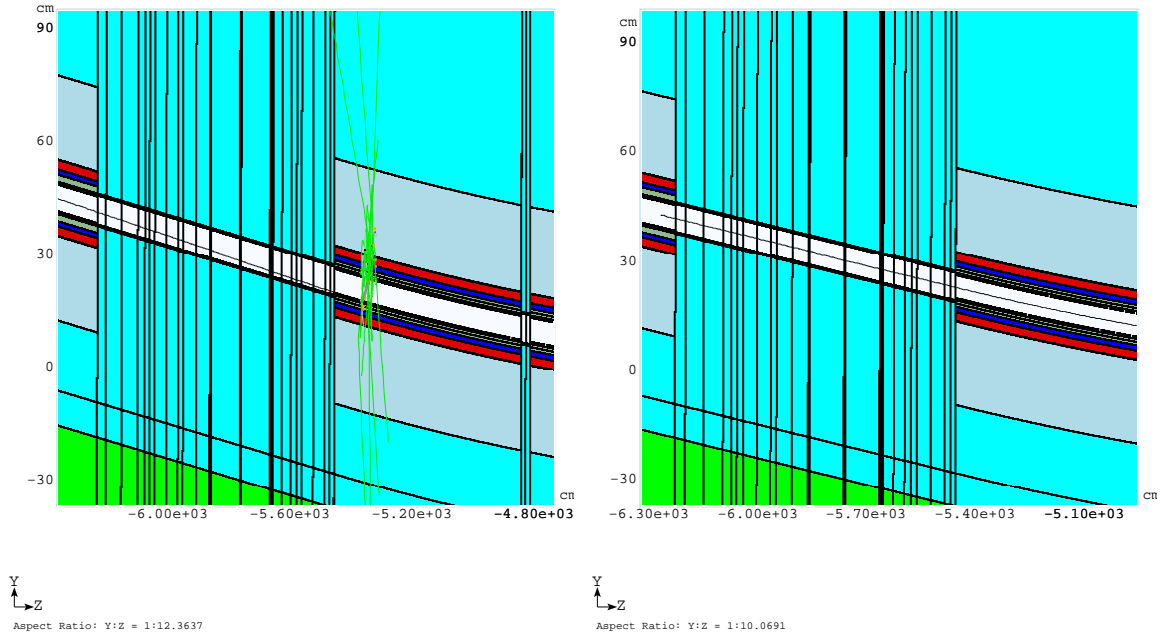 cm
90
60
30
0
−30
cm
−6.00e+03 −5.60e+03 −5.20e+03 −4.80e+03
Y
Z
Aspect Ratio: Y:Z = 1:12.3637
cm
90
60
30
0
−30
cm
−6.30e+03 −6.00e+03 −5.70e+03 −5.40e+03 −5.10e+03
Y
Z
Aspect Ratio: Y:Z = 1:10.0691